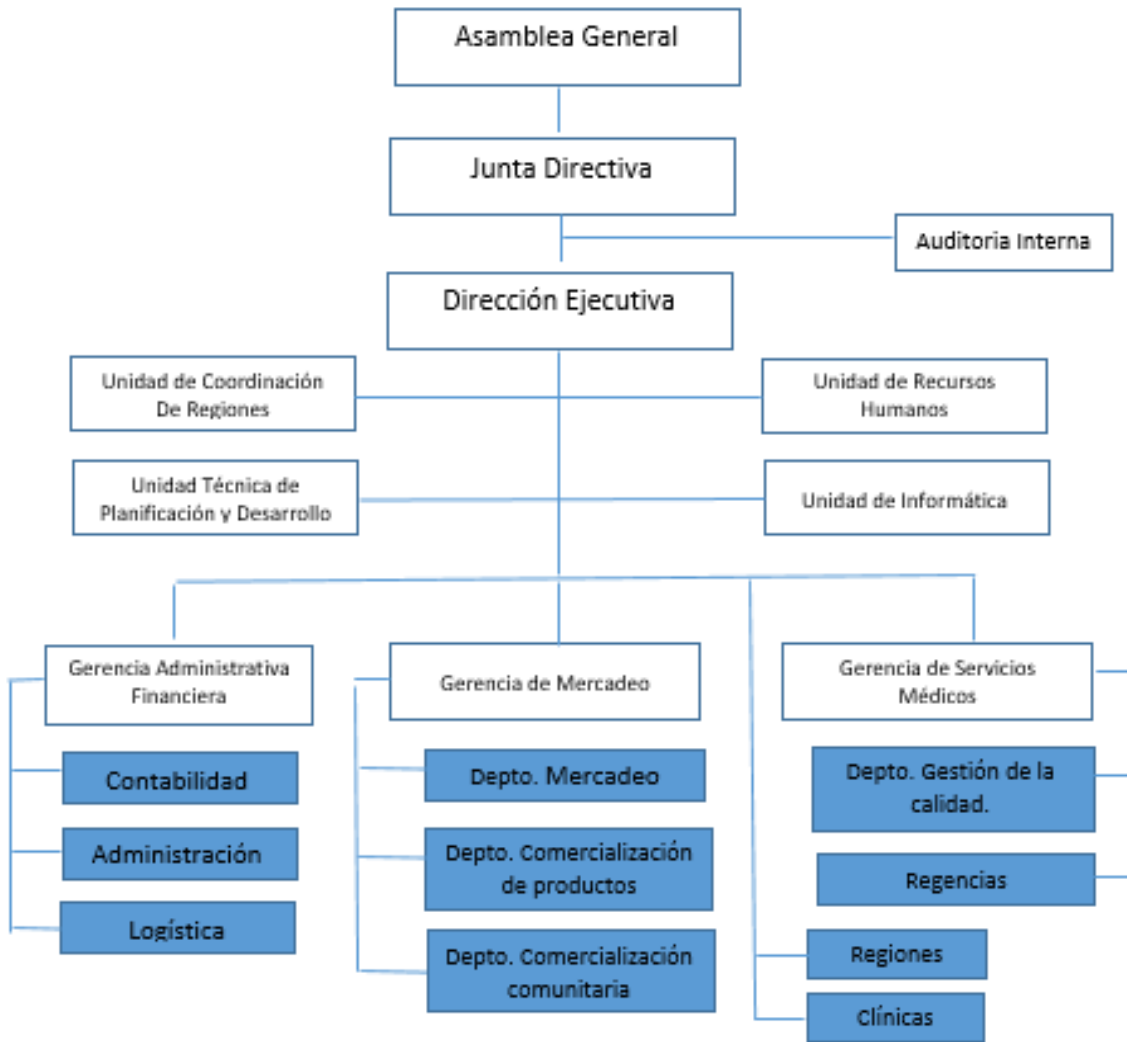 Asamblea General
Junta Directiva
Auditoria Interna
Dirección Ejecutiva
Unidad de Coordinación
De Regiones
Unidad de Recursos
Humanos
Unidad Técnica de
Planificación y Desarrollo
Unidad de Informática
Gerencia Administrativa
Financiera
Gerencia de Mercadeo
Gerencia de Servicios
Médicos
Contabilidad
Administración
Logística
Depto. Mercadeo
Depto. Comercialización
de productos
Depto. Comercialización
comunitaria
Depto. Gestión de la
calidad.
Regencias
Regiones
Clínicas